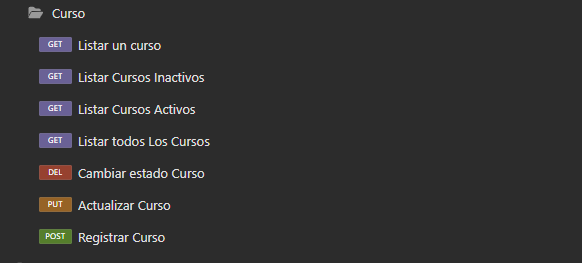 Curso
GET Listar un curso
GET Listar Cursos Inactivos
GET Listar Cursos Activos
GET Listar todos Los Cursos
DEL Cambiar estado Curso
PUT Actualizar Curso
POST Registrar Curso